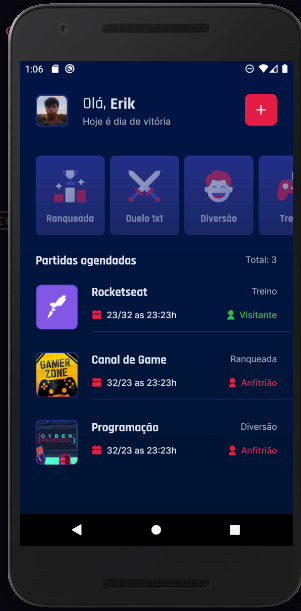 1:06
Olá, Erik
Hoje é dia de vitória
+
Ranqueada
Duelo 1x1
Diversão
Tre
Partidas agendadas
Total: 3
Rocketseat
Treino
23/32 as 23:23h
Visitante
GAMER
ZONE
Canal de Game
Ranqueada
32/23 as 23:23h
Anfitrião
CYBER
Programação
Diversão
32/23 as 23:23h
Anfitrião